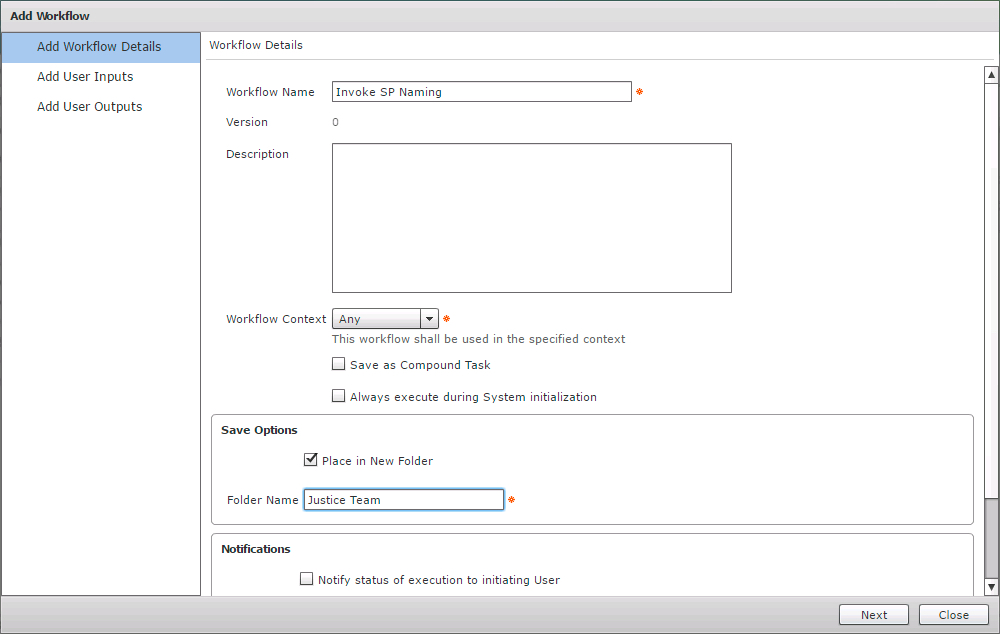 Add Workflow
Add Workflow Details
Add User Inputs
Add User Outputs
Workflow Details
Workflow Name Invoke SP Naming *
Version 0
Description
Workflow Context Any *
This workflow shall be used in the specified context
Save as Compound Task
Always execute during System initialization
Save Options
Place in New Folder
Folder Name Justice Team *
Notifications
Notify status of execution to initiating User
Next Close